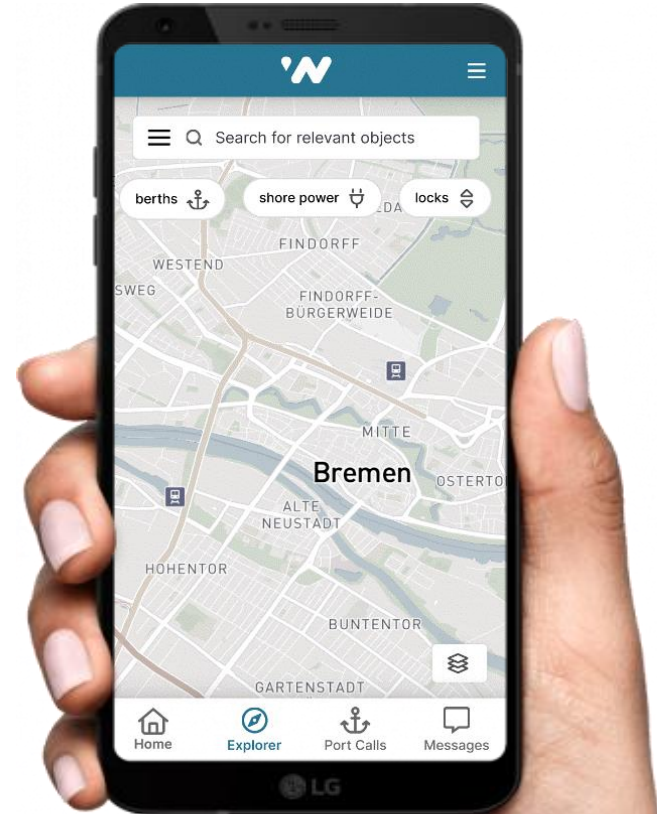 Search for relevant objects
berths
shore power
locks
LDA
FINDORFF
WESTEND
SWEG
FINDORFF-
BÜRGERWEIDE
MITTE
Bremen
OSTERTO
ALTE
NEUSTADT
HOHENTOR
BUNTENTOR
GARTENSTADT
Home
Explorer
Port Calls
Messages
LG